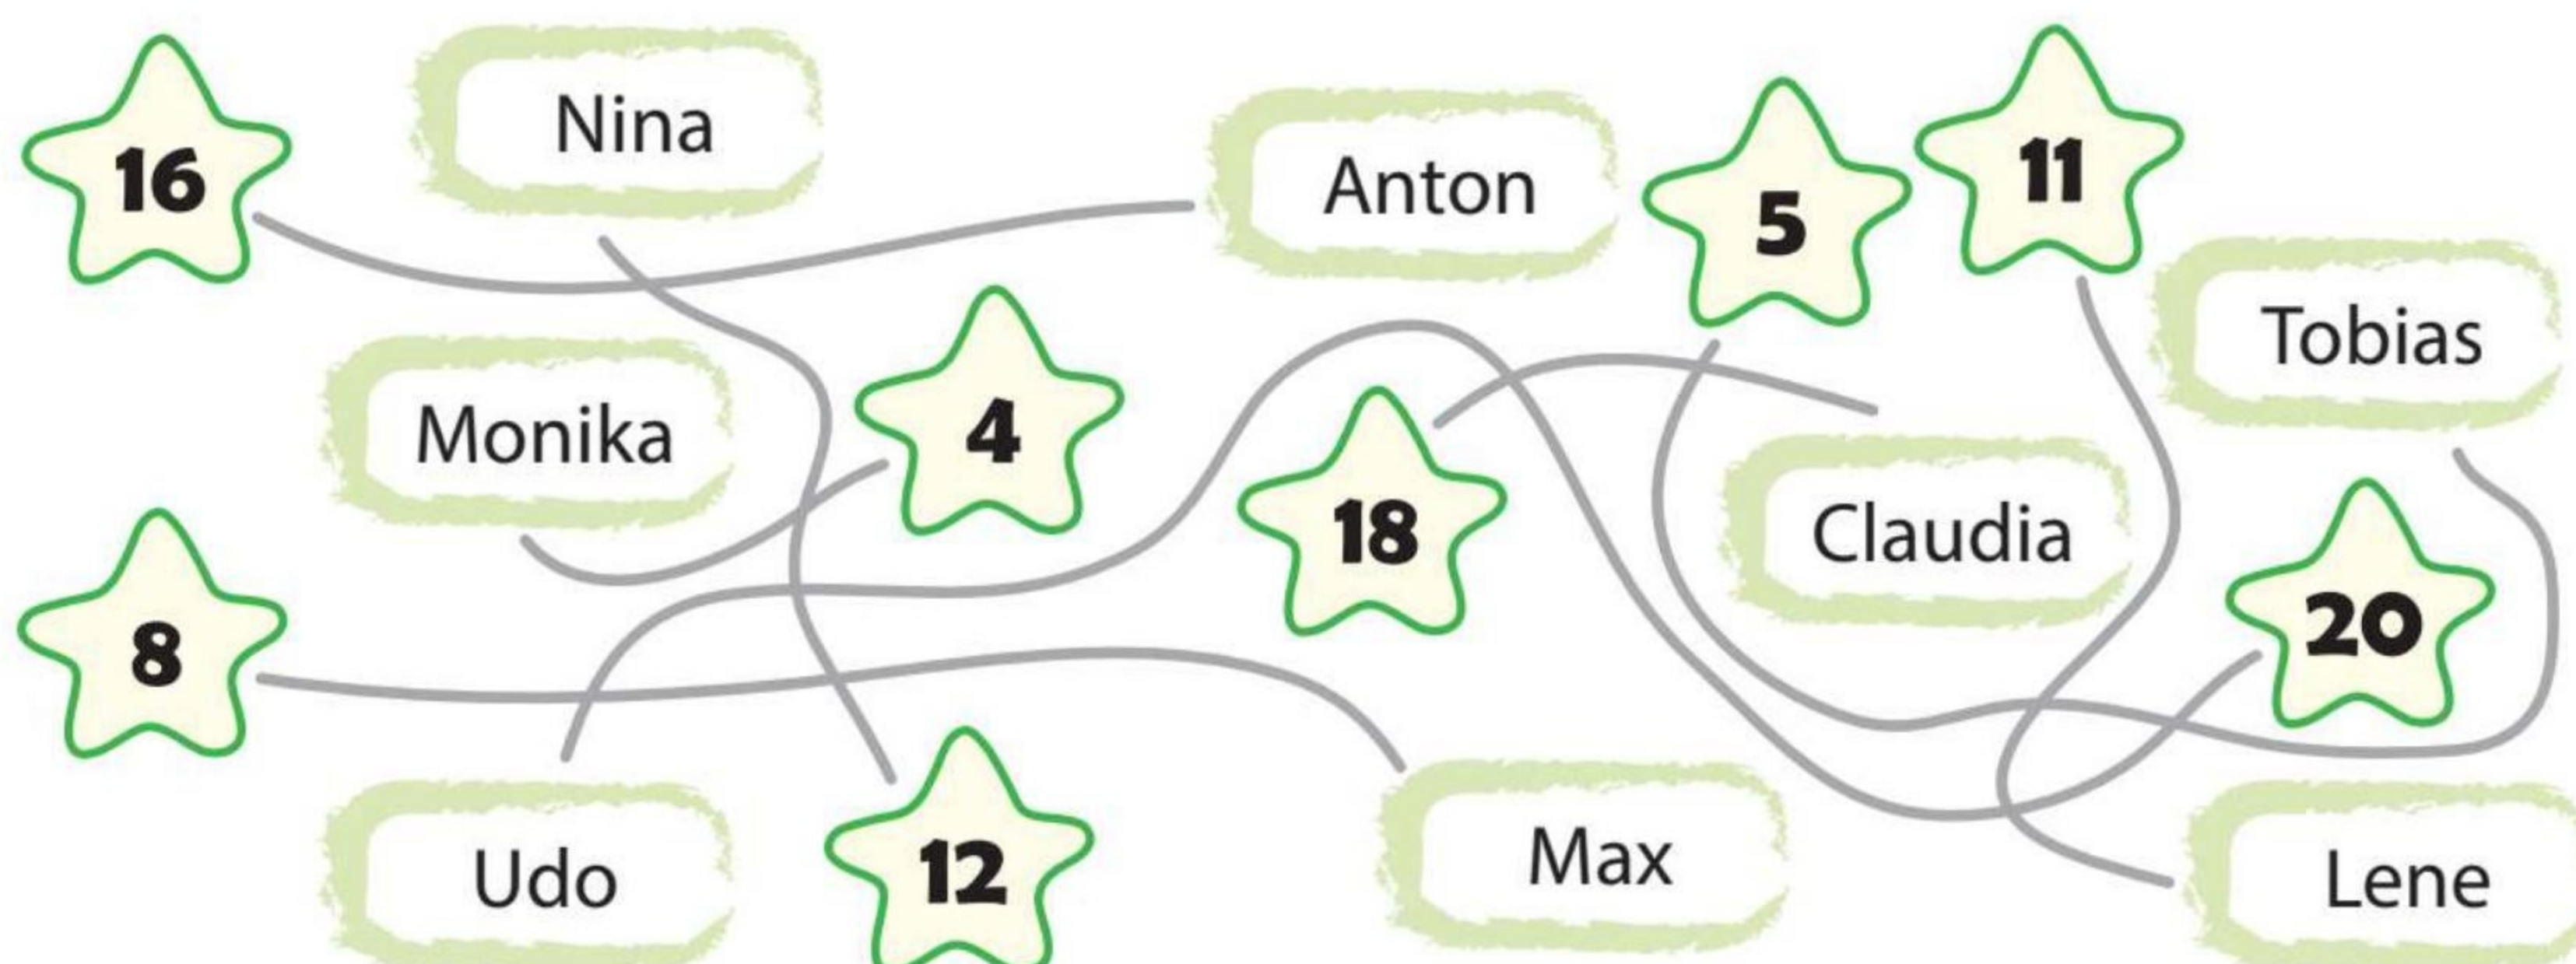 16
Nina
Anton
5
11
Tobias
Monika
4
18
Claudia
8
20
Udo
12
Max
Lene